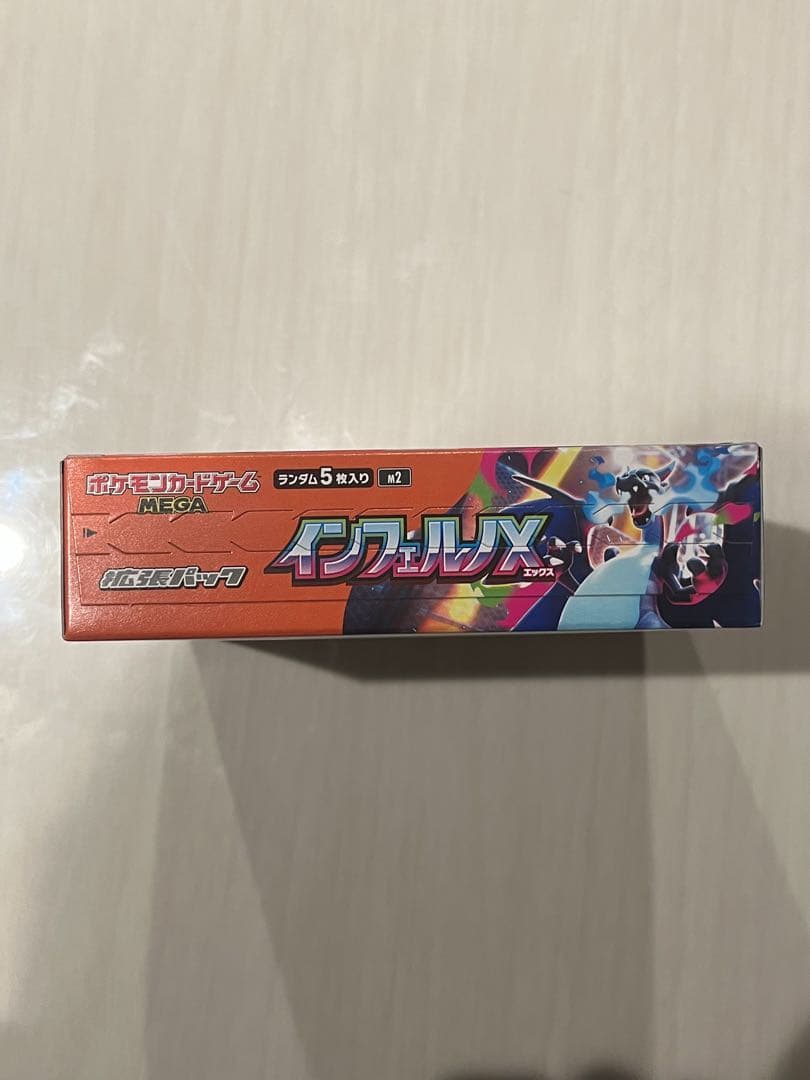 ポケモンカードゲーム
MEGA
拡張パック
ランダム5枚入り M2
インフェルノX
エックス